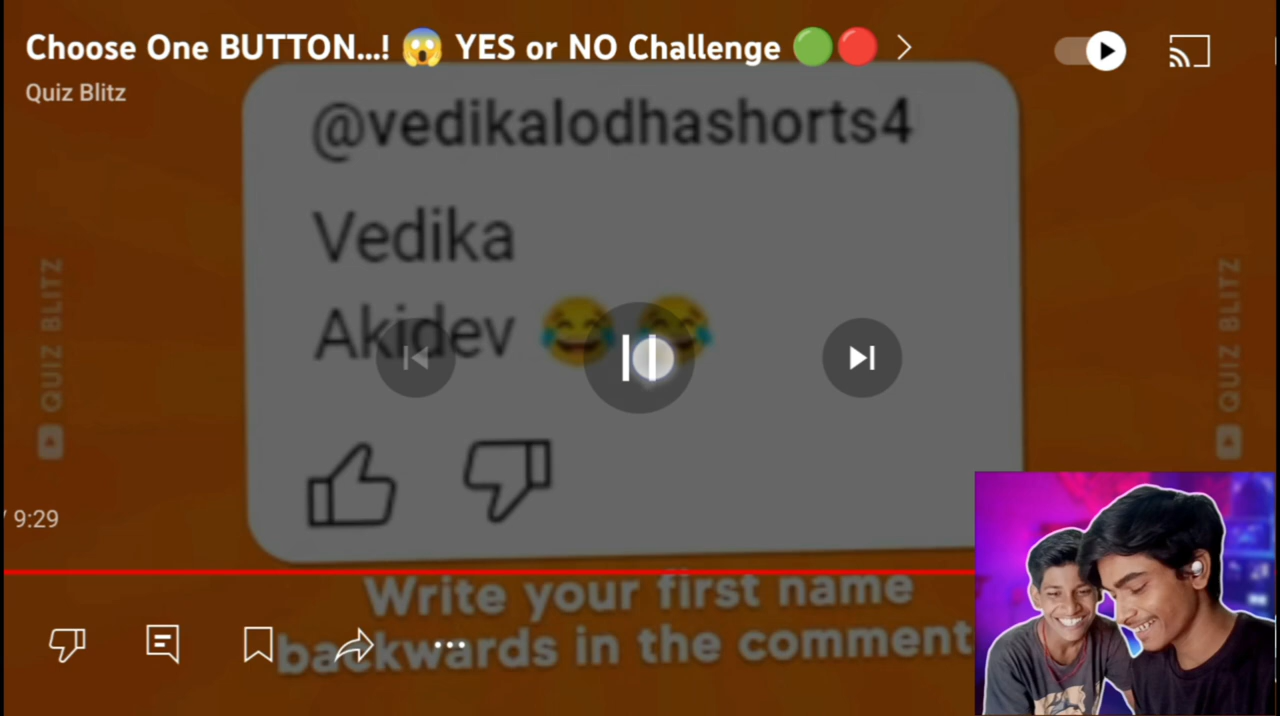 Choose One BUTTON...! 😱 YES or NO Challenge 🟢🔴
Quiz Blitz
@vedikalodhashorts4
Vedika
Akidev 😂😂
QUIZ BLITZ
QUIZ BLITZ
/ 9:29
Write your first name
backwards in the comment